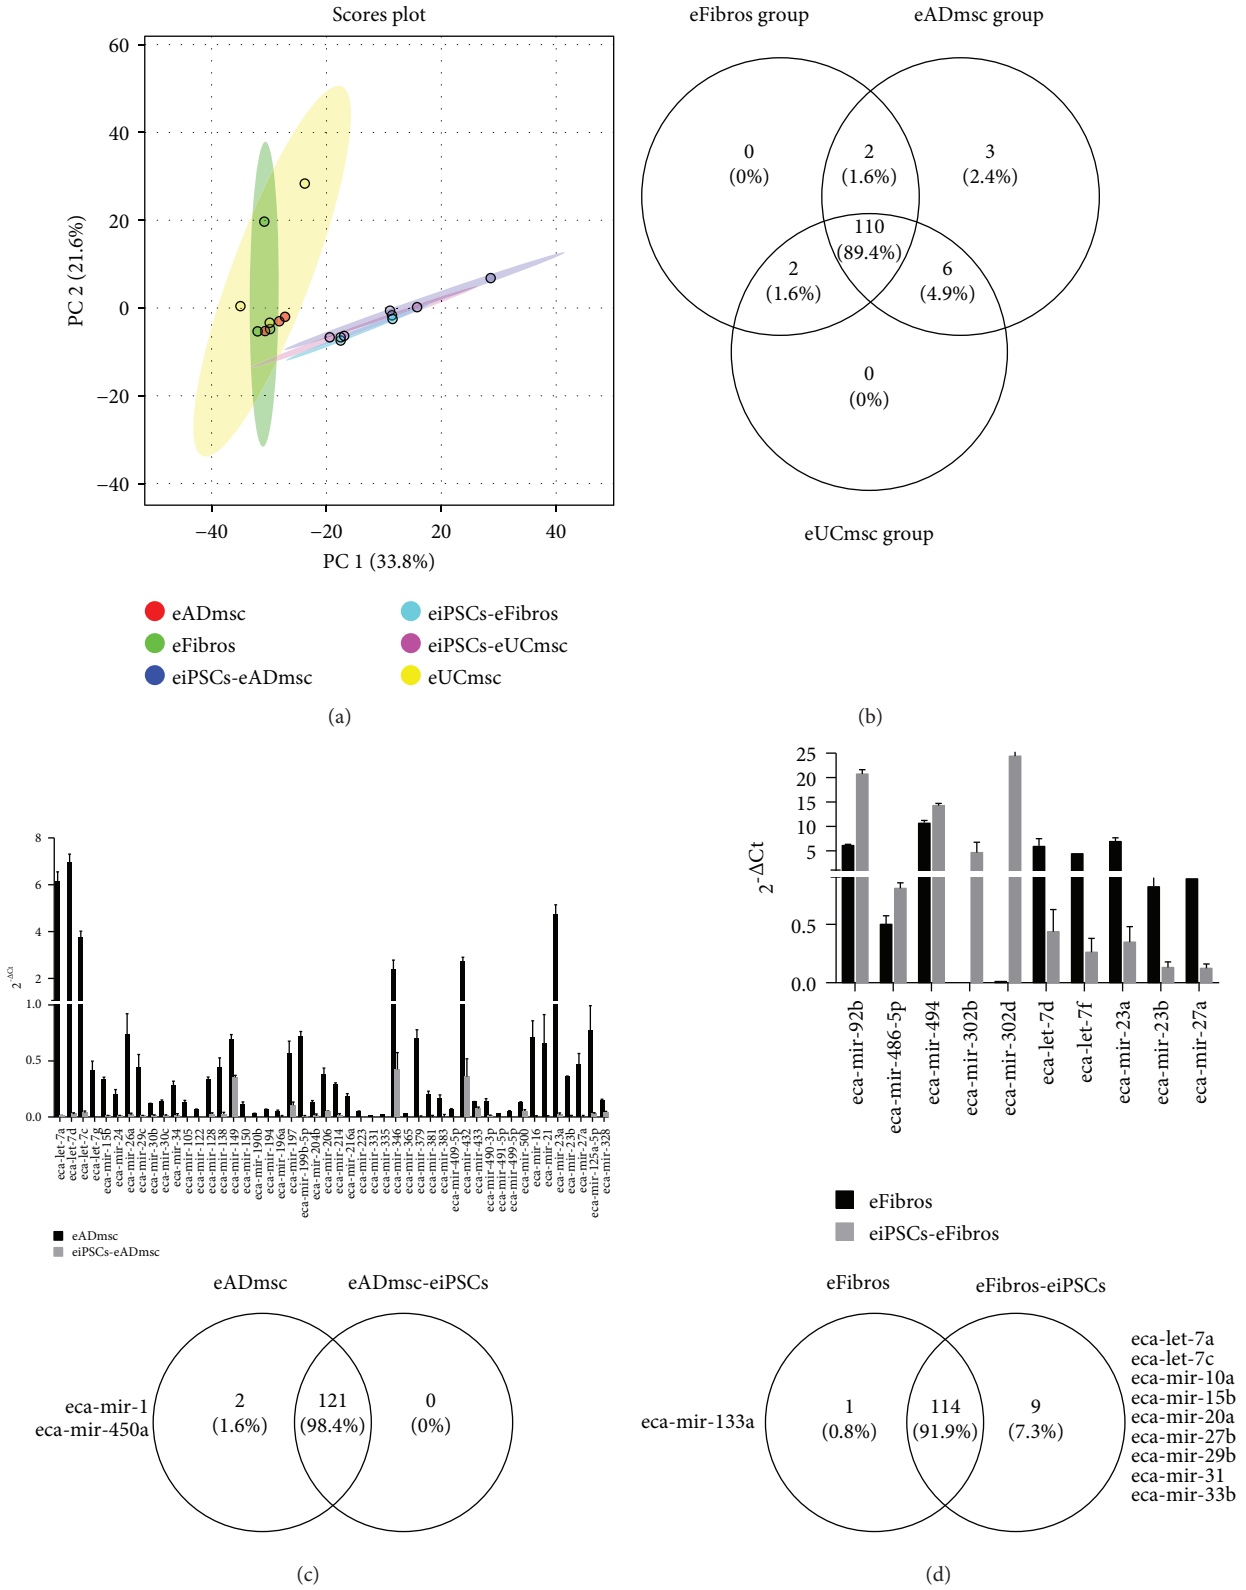 Scores plot
60
40
20
0
−20
−40
PC 2 (21.6%)
−40
−20
20
40
PC 1 (33.8%)
eADmsc
eFibros
eiPSCs-eADmsc
eiPSCs-eFibros
eiPSCs-eUCmsc
eUCmsc
(a)
eFibros group
eADmsc group
0
(0%)
2
(1.6%)
3
(2.4%)
110
(89.4%)
2
(1.6%)
6
(4.9%)
0
(0%)
eUCmsc group
(b)
8
6
4
2
1.0
0.5
0.0
2-ΔCt
eca-let-7a
eca-let-7d
eca-let-7c
eca-let-7g
eca-mir-15b
eca-mir-24
eca-mir-26a
eca-mir-29c
eca-mir-30b
eca-mir-30c
eca-mir-34
eca-mir-105
eca-mir-122
eca-mir-128
eca-mir-138
eca-mir-149
eca-mir-150
eca-mir-190b
eca-mir-194
eca-mir-196a
eca-mir-197
eca-mir-199b-5p
eca-mir-204b
eca-mir-206
eca-mir-214
eca-mir-216a
eca-mir-223
eca-mir-331
eca-mir-335
eca-mir-346
eca-mir-365
eca-mir-379
eca-mir-381
eca-mir-383
eca-mir-409-5p
eca-mir-432
eca-mir-433
eca-mir-490-3p
eca-mir-491-5p
eca-mir-499-5p
eca-mir-500
eca-mir-16
eca-mir-21
eca-mir-23a
eca-mir-23b
eca-mir-27a
eca-mir-125a-5p
eca-mir-328
eADmsc
eiPSCs-eADmsc
eADmsc
eADmsc-eiPSCs
eca-mir-1
eca-mir-450a
2
(1.6%)
121
(98.4%)
0
(0%)
(c)
25
20
15
10
5
0.5
0.0
2-ΔCt
eca-mir-92b
eca-mir-486-5p
eca-mir-494
eca-mir-302b
eca-mir-302d
eca-let-7d
eca-let-7f
eca-mir-23a
eca-mir-23b
eca-mir-27a
eFibros
eiPSCs-eFibros
eFibros
eFibros-eiPSCs
eca-mir-133a
1
(0.8%)
114
(91.9%)
9
(7.3%)
eca-let-7a
eca-let-7c
eca-mir-10a
eca-mir-15b
eca-mir-20a
eca-mir-27b
eca-mir-29b
eca-mir-31
eca-mir-33b
(d)